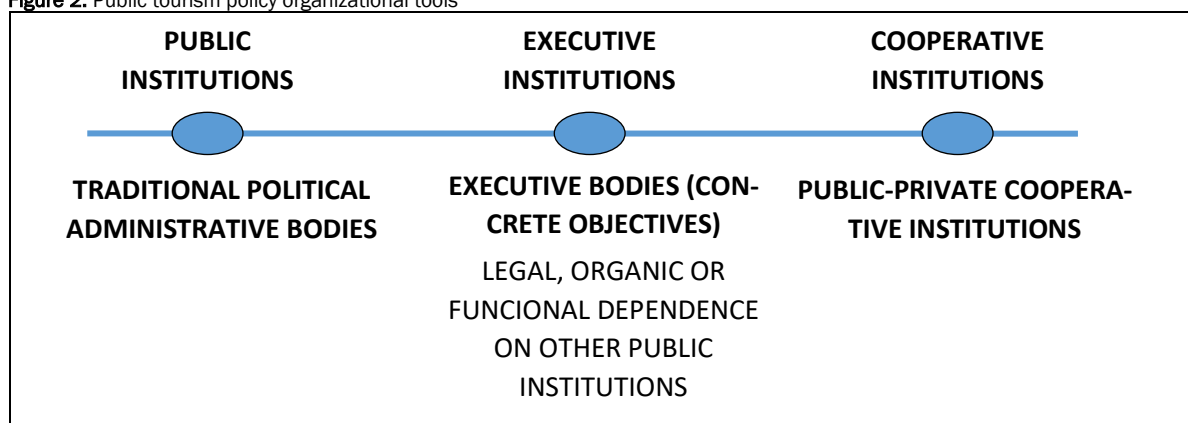 Figure 2. Public tourism policy organizational tools
PUBLIC
INSTITUTIONS
EXECUTIVE
INSTITUTIONS
COOPERATIVE
INSTITUTIONS
TRADITIONAL POLITICAL
ADMINISTRATIVE BODIES
EXECUTIVE BODIES (CON-
CRETE OBJECTIVES)
LEGAL, ORGANIC OR
FUNCIONAL DEPENDENCE
ON OTHER PUBLIC
INSTITUTIONS
PUBLIC-PRIVATE COOPERA-
TIVE INSTITUTIONS